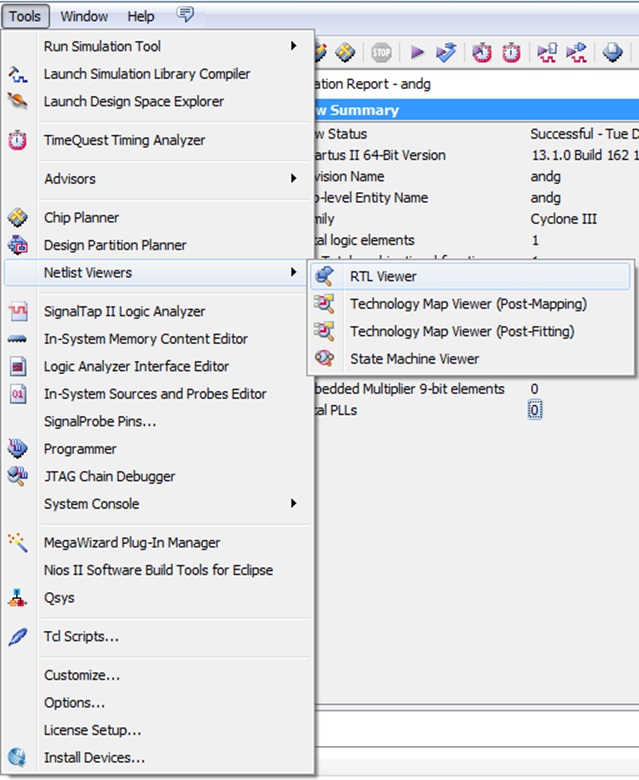 Tools Window Help
Run Simulation Tool
Launch Simulation Library Compiler
Launch Design Space Explorer
TimeQuest Timing Analyzer
Advisors
Chip Planner
Design Partition Planner
Netlist Viewers
SignalTap II Logic Analyzer
In-System Memory Content Editor
Logic Analyzer Interface Editor
In-System Sources and Probes Editor
SignalProbe Pins...
Programmer
JTAG Chain Debugger
System Console
MegaWizard Plug-In Manager
Nios II Software Build Tools for Eclipse
Qsys
Tcl Scripts...
Customize...
Options...
License Setup...
Install Devices...
RTL Viewer
Technology Map Viewer (Post-Mapping)
Technology Map Viewer (Post-Fitting)
State Machine Viewer
STOP
ation Report - andg
w Summary
w Status Successful - Tue D
artus II 64-Bit Version 13.1.0 Build 162 1
vision Name andg
-level Entity Name andg
mily Cyclone III
tal logic elements 1
bedded Multiplier 9-bit elements 0
tal PLLs 0